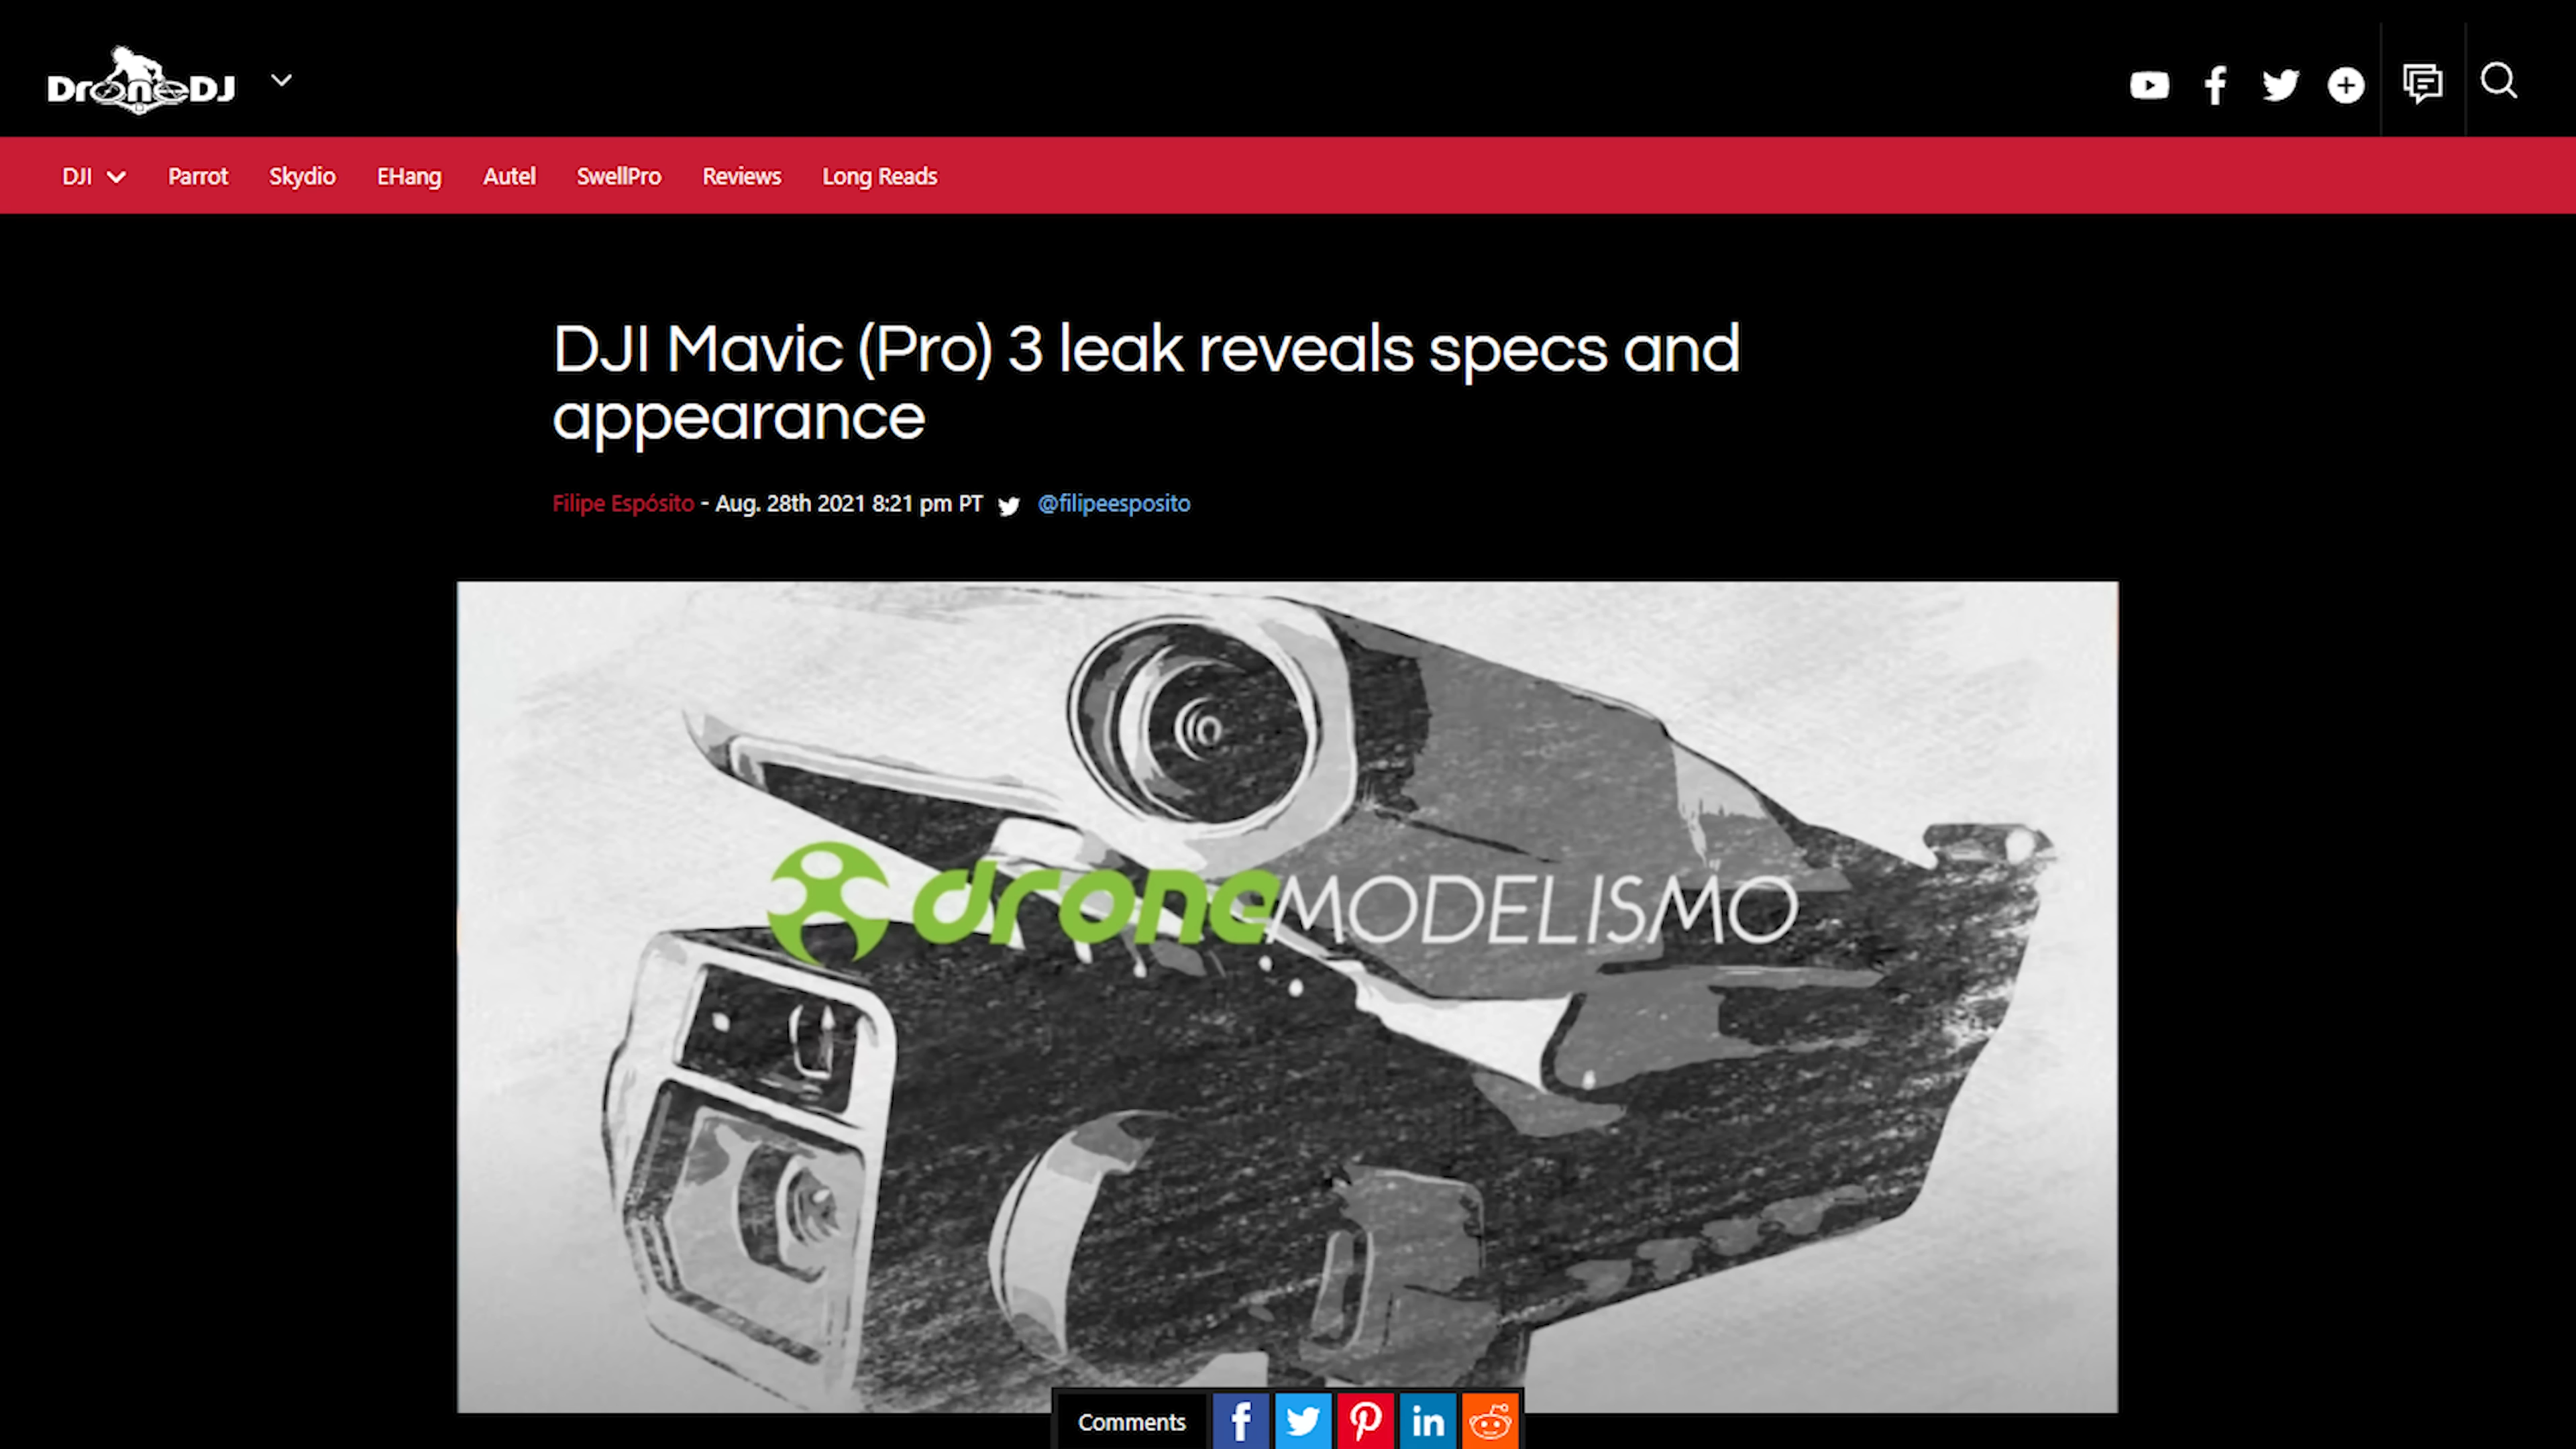 DroneDJ
DJI Parrot Skydio EHang Autel SwellPro Reviews Long Reads
DJI Mavic (Pro) 3 leak reveals specs and
appearance
Filipe Espósito - Aug. 28th 2021 8:21 pm PT @filipeesposito
droneMODELISMO
Comments